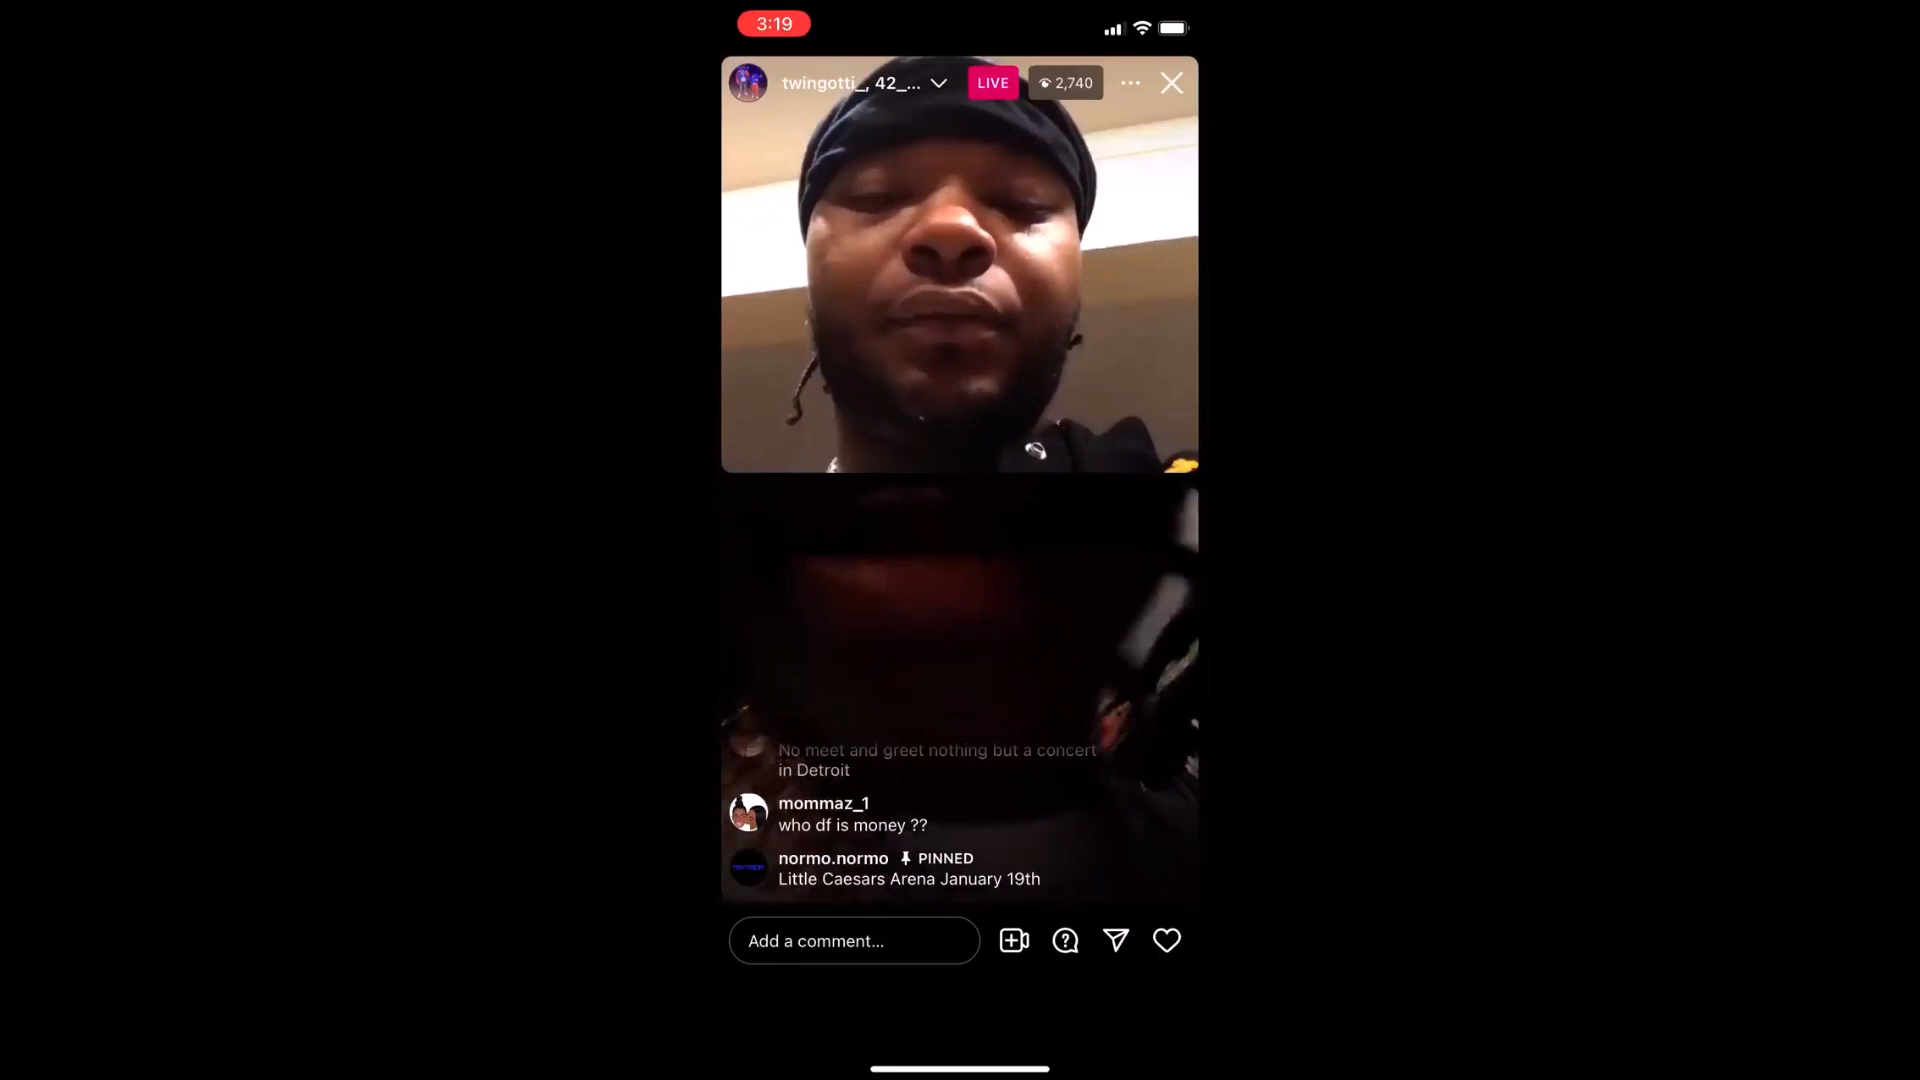 3:19
twingotti_, 42_...
LIVE
2,740
No meet and greet nothing but a concert
in Detroit
mommaz_1
who df is money ??
normo.normo PINNED
Little Caesars Arena January 19th
Add a comment...